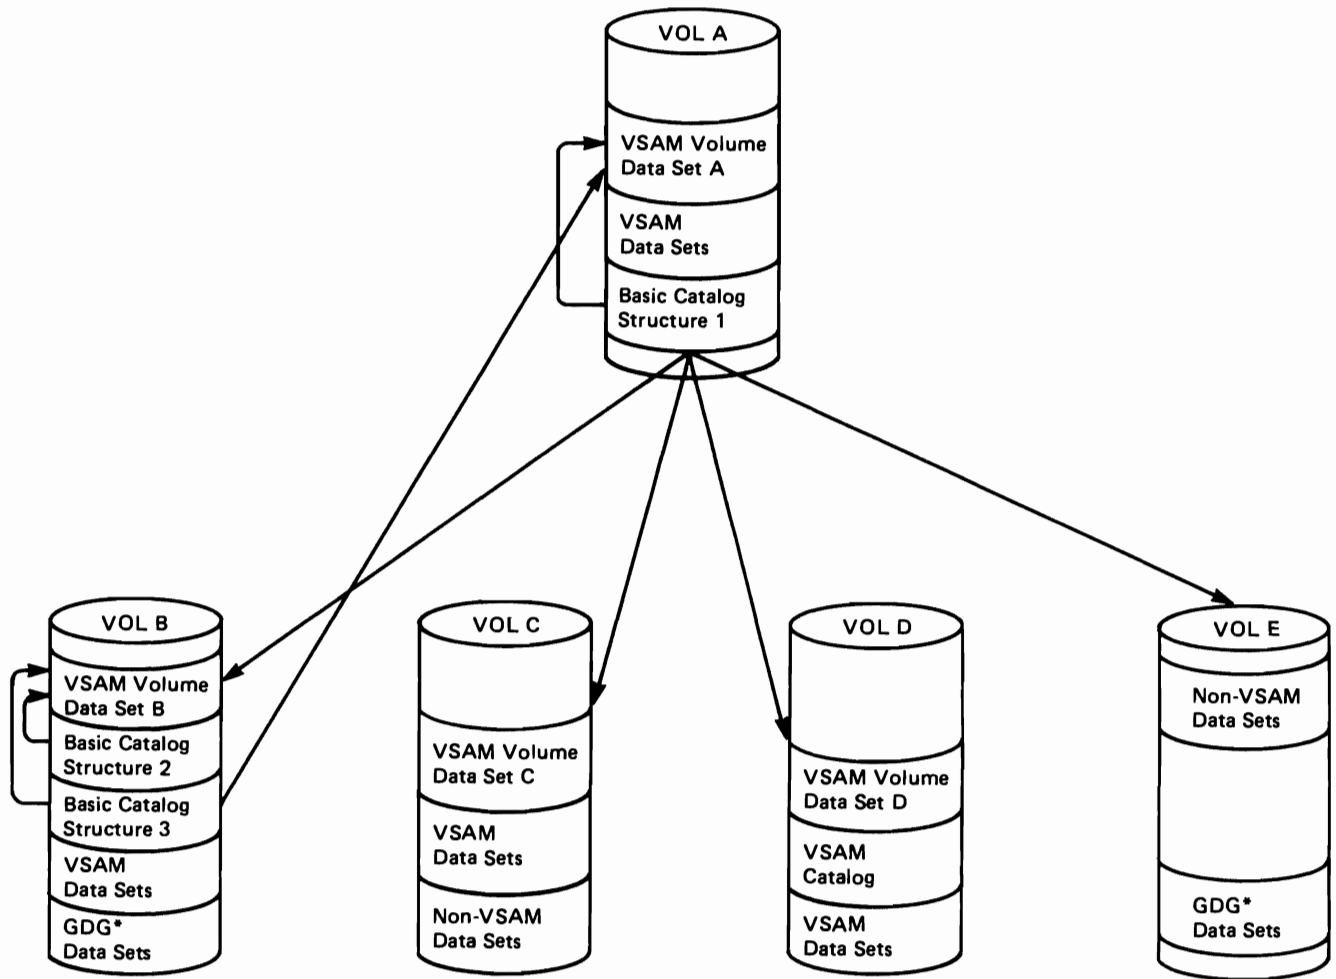 VOL A
VSAM Volume
Data Set A
VSAM
Data Sets
Basic Catalog
Structure 1
VOL B
VSAM Volume
Data Set B
Basic Catalog
Structure 2
Basic Catalog
Structure 3
VSAM
Data Sets
GDG*
Data Sets
VOL C
VSAM Volume
Data Set C
VSAM
Data Sets
Non-VSAM
Data Sets
VOL D
VSAM Volume
Data Set D
VSAM
Catalog
VSAM
Data Sets
VOL E
Non-VSAM
Data Sets
GDG*
Data Sets